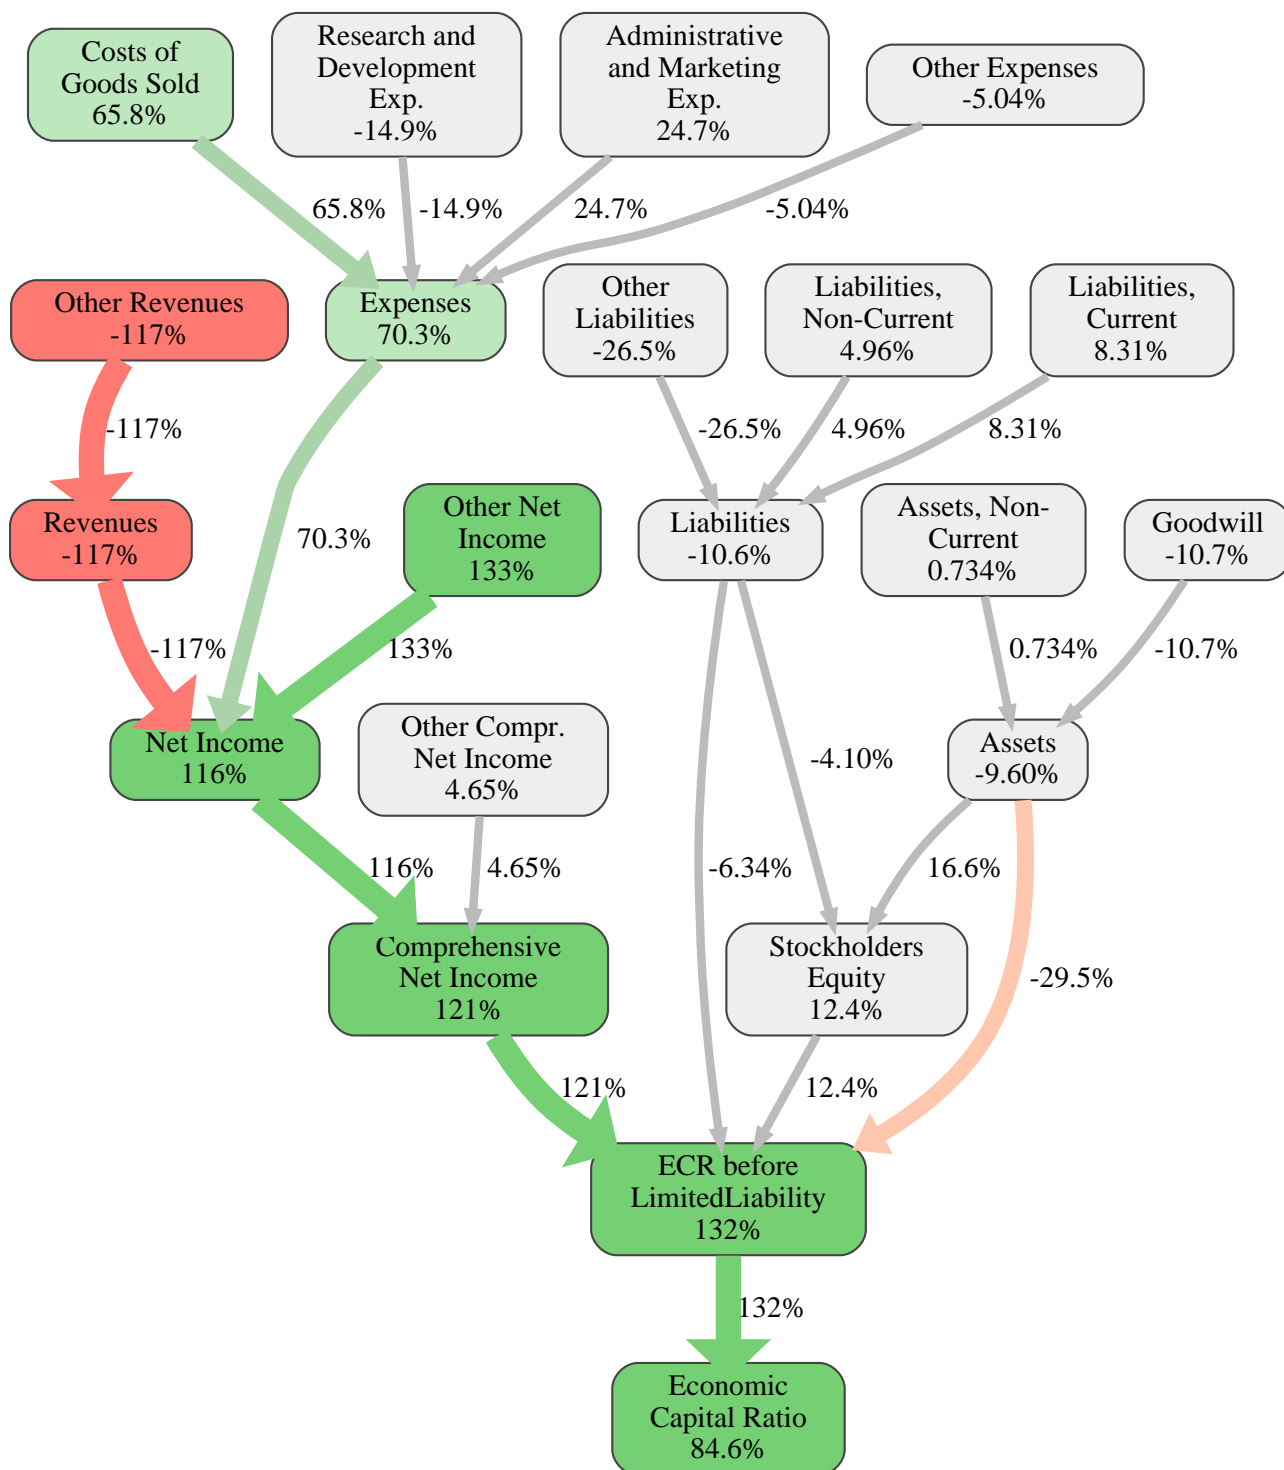 Costs of
Goods Sold
65.8%
Research and
Development
Exp.
-14.9%
Administrative
and Marketing
Exp.
24.7%
Other Expenses
-5.04%
65.8%
-14.9%
24.7%
-5.04%
Other Revenues
-117%
Expenses
70.3%
Other
Liabilities
-26.5%
Liabilities,
Non-Current
4.96%
Liabilities,
Current
8.31%
-117%
-26.5%
4.96%
8.31%
Revenues
-117%
70.3%
Other Net
Income
133%
Liabilities
-10.6%
Assets, Non-
Current
0.734%
Goodwill
-10.7%
-117%
133%
0.734%
-10.7%
Net Income
116%
Other Compr.
Net Income
4.65%
-4.10%
Assets
-9.60%
116%
4.65%
-6.34%
16.6%
Comprehensive
Net Income
121%
Stockholders
Equity
12.4%
-29.5%
121%
12.4%
ECR before
LimitedLiability
132%
132%
Economic
Capital Ratio
84.6%